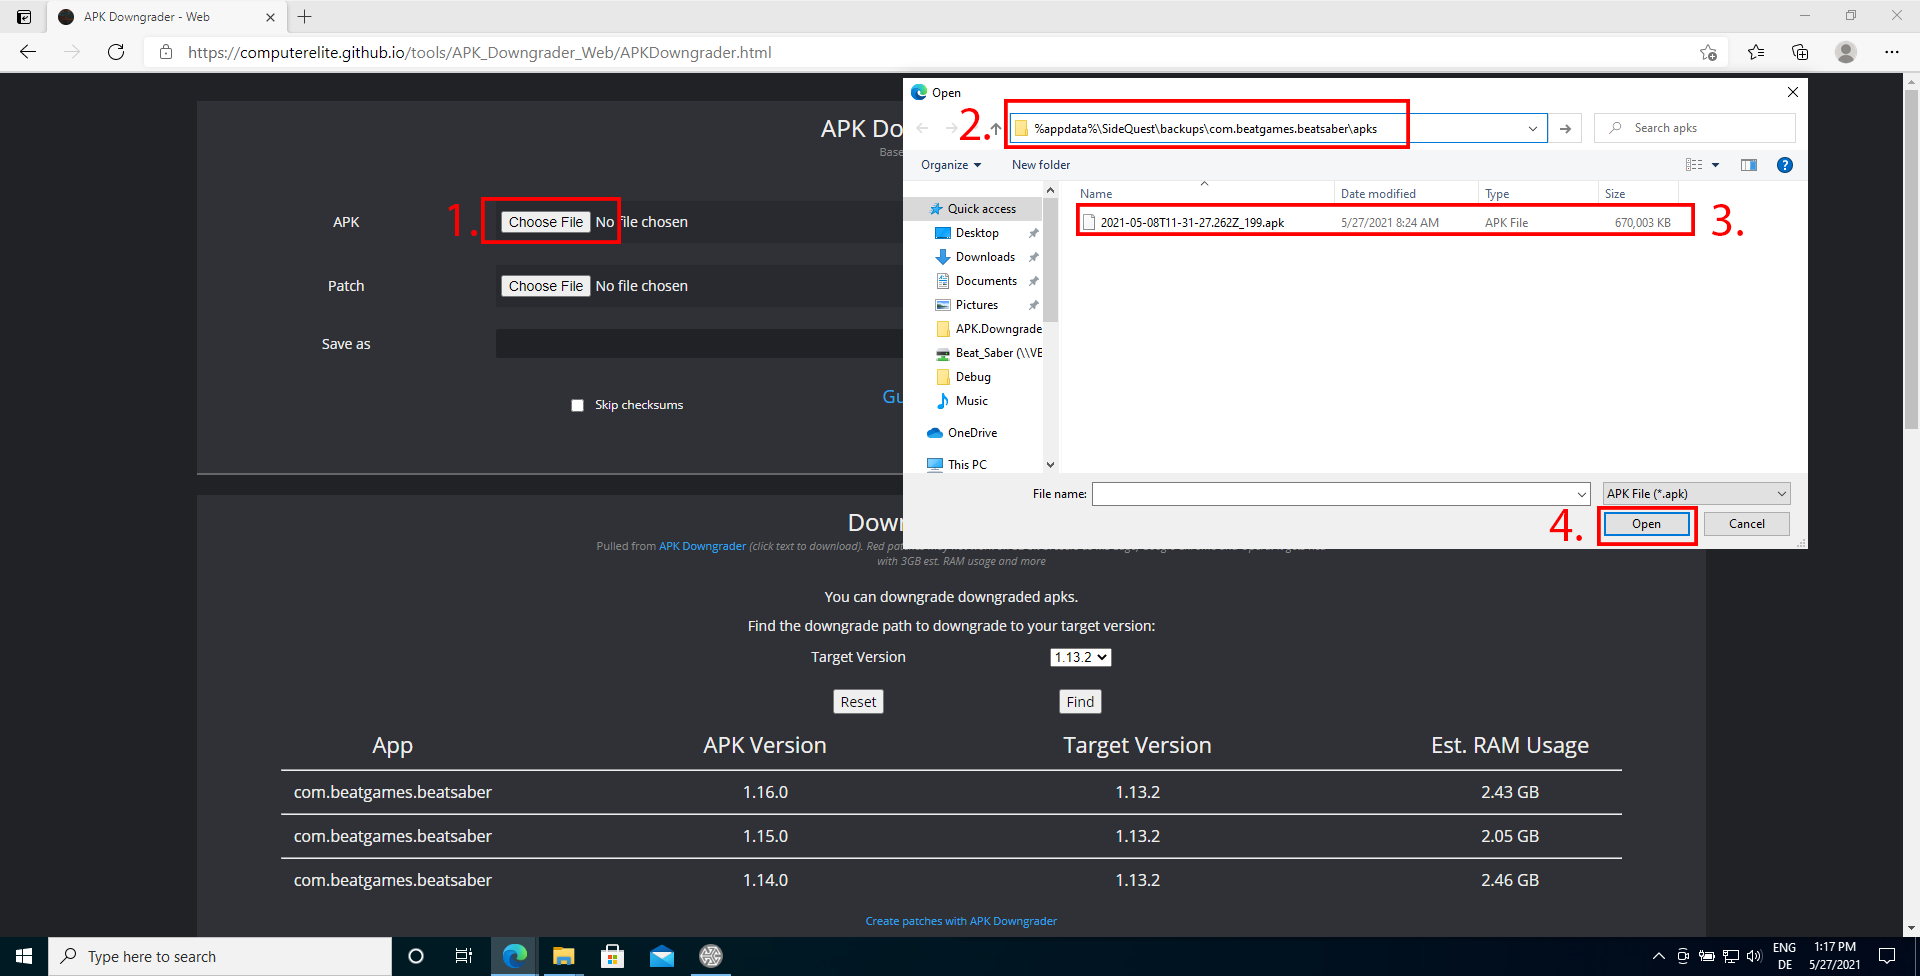 APK Downgrader - Web
https://computerelite.github.io/tools/APK_Downgrader_Web/APKDowngrader.html
APK Do
Base
1.
APK
Choose File No file chosen
Patch
Choose File No file chosen
Save as
Skip checksums
Gu
Open
2.
%appdata%\SideQuest\backups\com.beatgames.beatsaber\apks
Search apks
Organize
New folder
Name
Date modified
Type
Size
Quick access
Desktop
Downloads
Documents
Pictures
APK.Downgrade
Beat_Saber (\\VE
Debug
Music
OneDrive
This PC
2021-05-08T11-31-27.262Z_199.apk 5/27/2021 8:24 AM APK File 670,003 KB
3.
File name:
APK File (*.apk)
4.
Open
Cancel
Down
Pulled from APK Downgrader (click text to download). Red
with 3GB est. RAM usage and more
You can downgrade downgraded apks.
Find the downgrade path to downgrade to your target version:
Target Version 1.13.2
Reset Find
App APK Version Target Version Est. RAM Usage
com.beatgames.beatsaber 1.16.0 1.13.2 2.43 GB
com.beatgames.beatsaber 1.15.0 1.13.2 2.05 GB
com.beatgames.beatsaber 1.14.0 1.13.2 2.46 GB
Create patches with APK Downgrader
Type here to search
ENG
DE
1:17 PM
5/27/2021